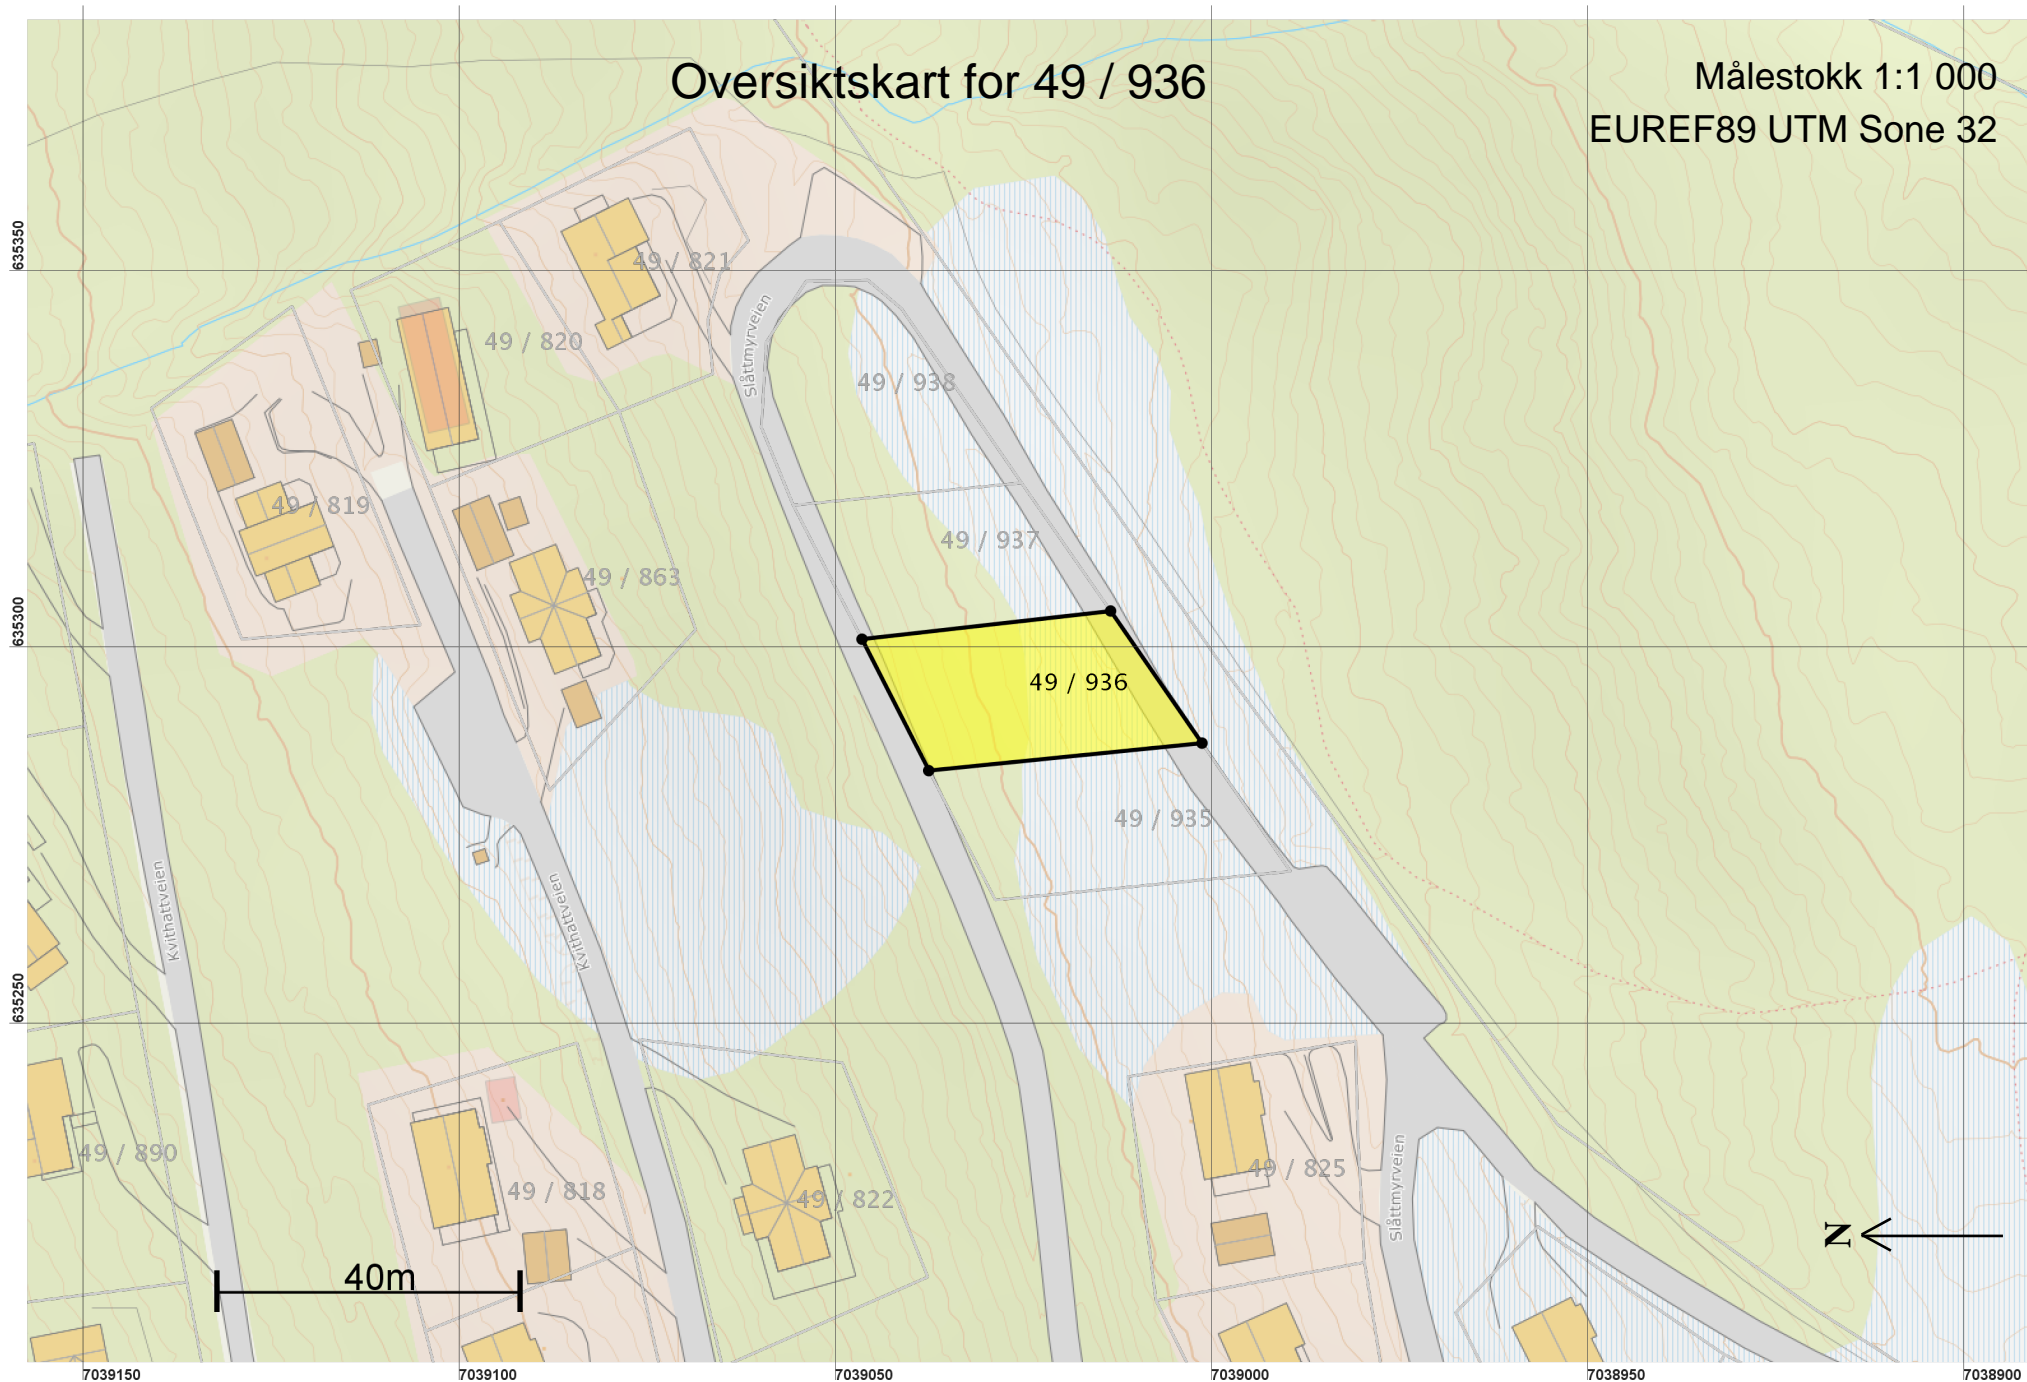 Oversiktskart for 49 / 936
Målestokk 1:1 000
EUREF89 UTM Sone 32
635350
49 / 821
49 / 820
Slåttmyrveien
49 / 938
49 / 819
49 / 937
49 / 863
635300
49 / 936
49 / 935
Kvithattveien
Kvithattveien
635250
49 / 890
49 / 818
49 / 822
49 / 825
Slåttmyrveien
N
40m
7039150
7039100
7039050
7039000
7038950
7038900